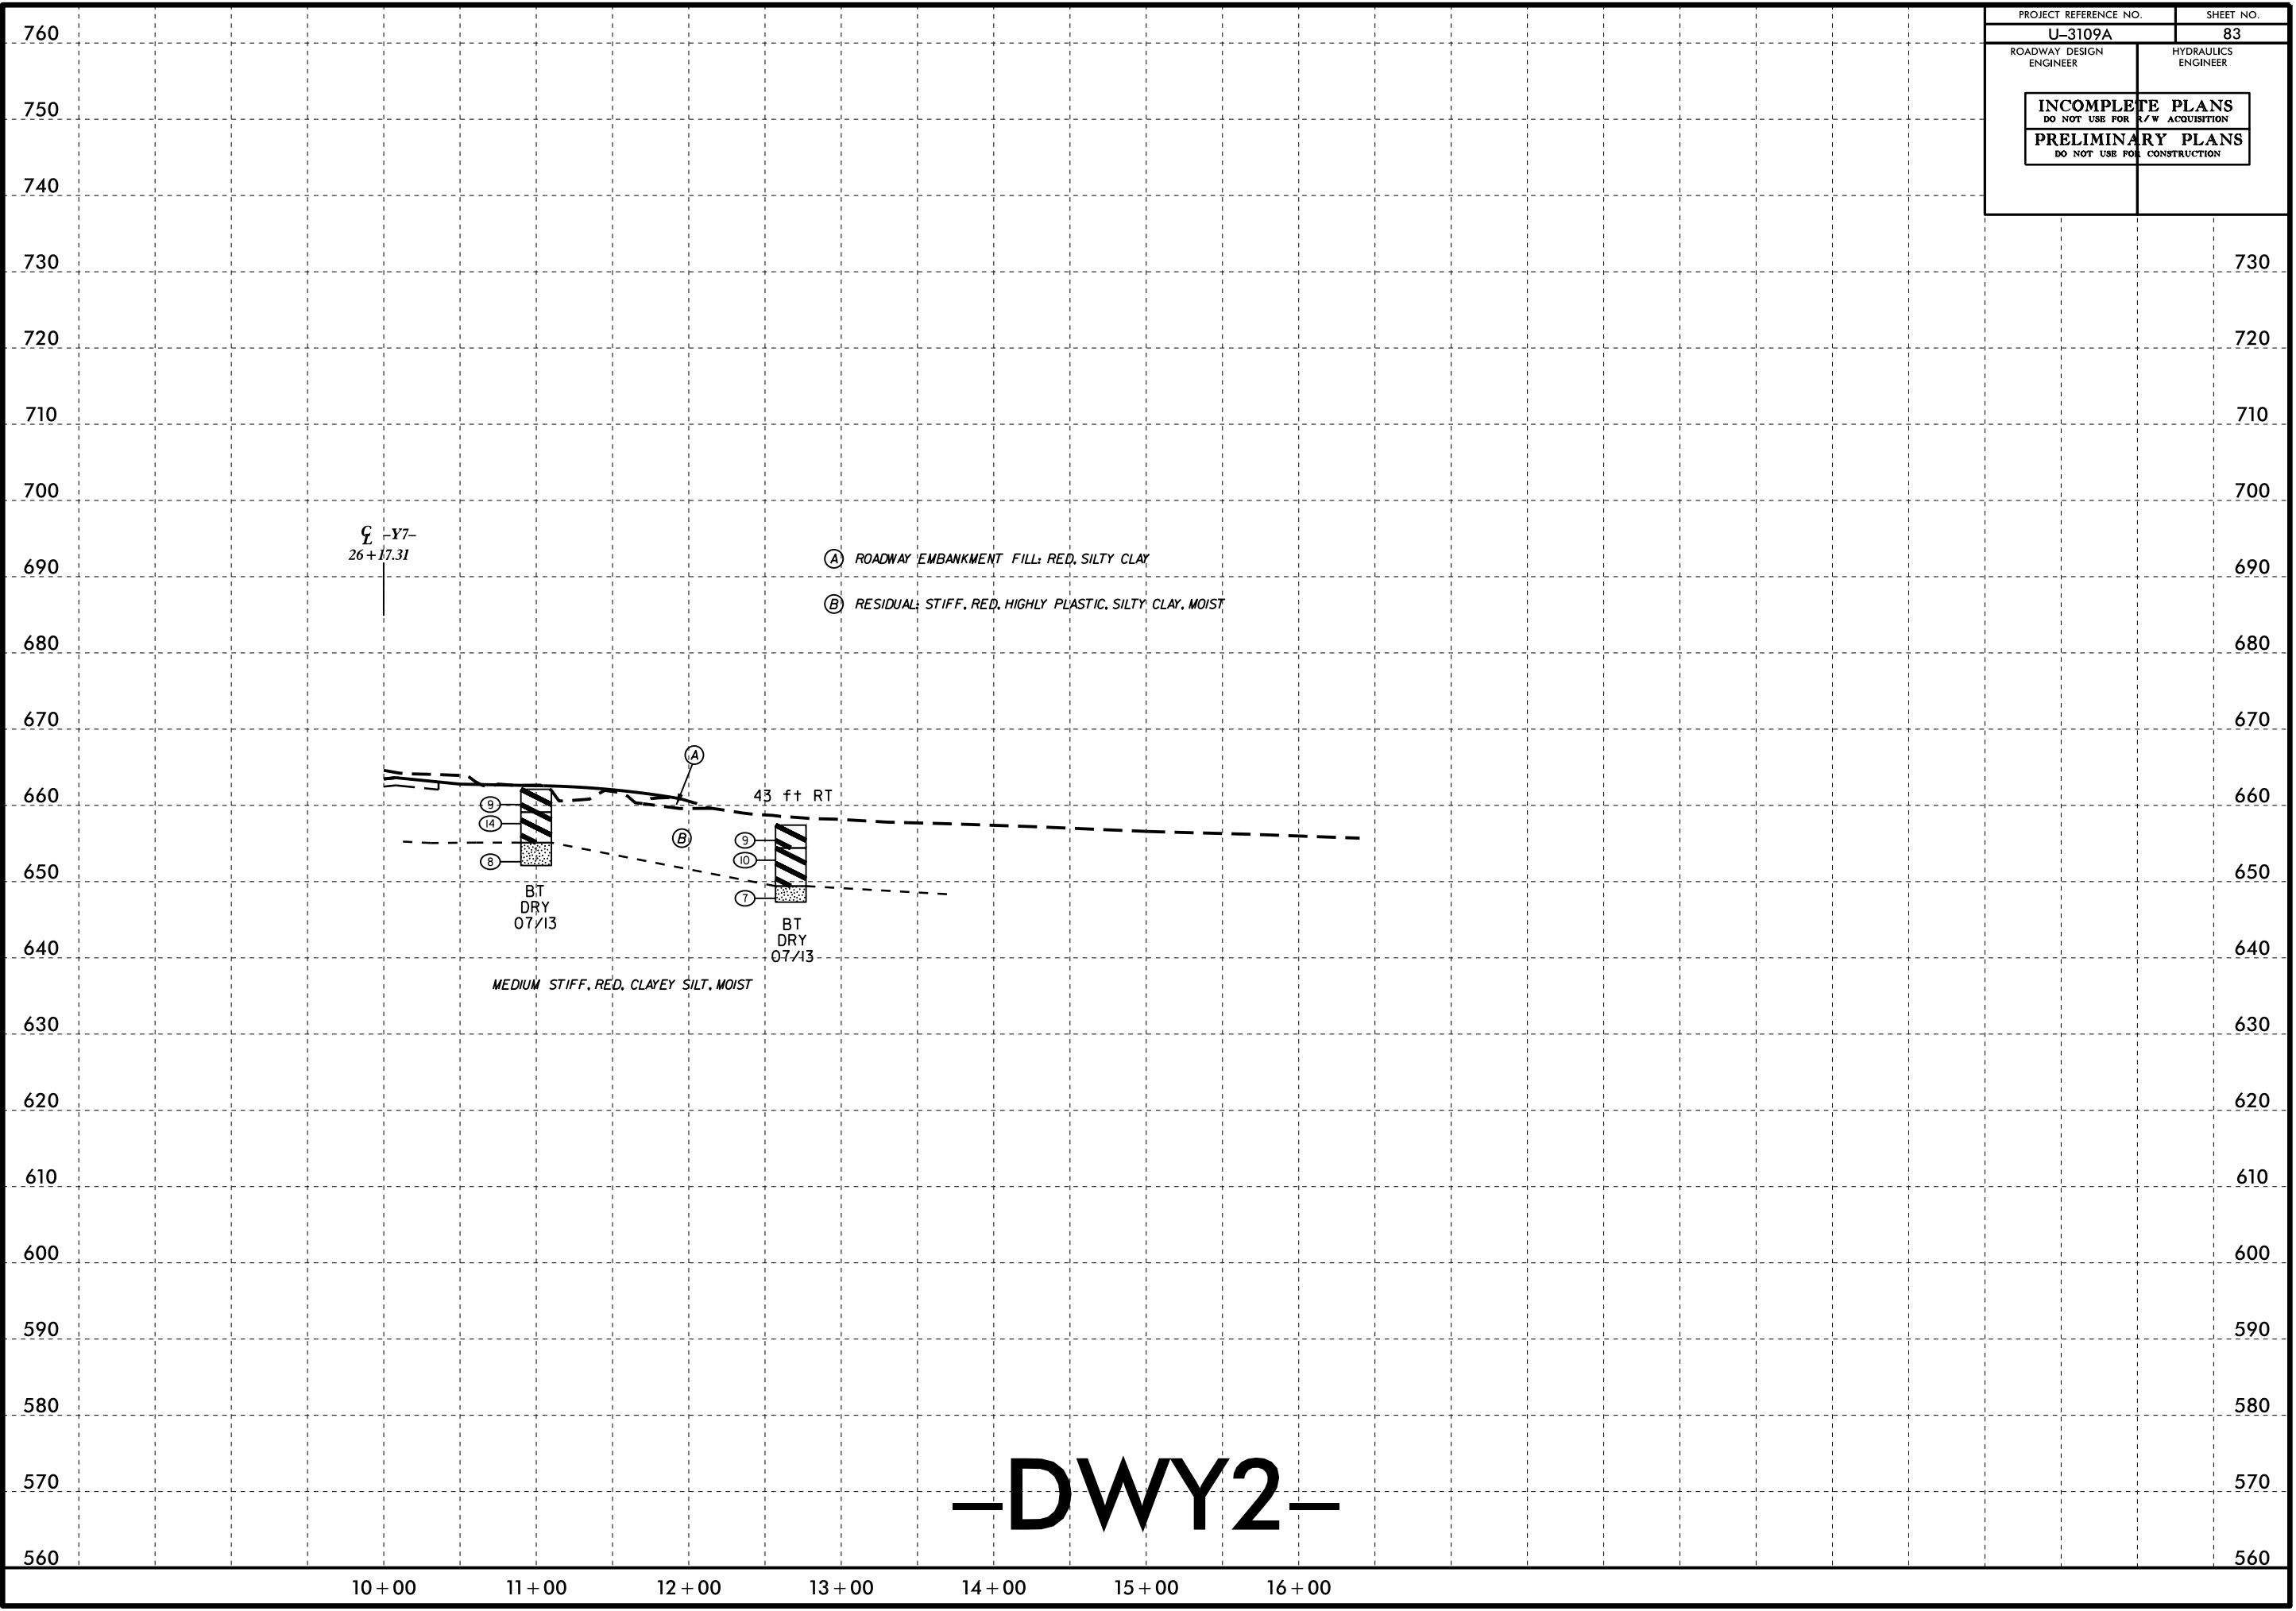 PROJECT REFERENCE NO. SHEET NO.
U–3109A 83
ROADWAY DESIGN ENGINEER
HYDRAULICS ENGINEER
INCOMPLETE PLANS
DO NOT USE FOR R/W ACQUISITION
PRELIMINARY PLANS
DO NOT USE FOR CONSTRUCTION
760
750
740
730 730
720 720
710 710
700 700
℄ –Y7–
26+17.31
A ROADWAY EMBANKMENT FILL: RED, SILTY CLAY
690 690
B RESIDUAL: STIFF, RED, HIGHLY PLASTIC, SILTY CLAY, MOIST
680 680
670 670
A
660 43 ft RT 660
9
14
8
B
9
10
7
650 650
BT
DRY
07/13
BT
DRY
07/13
640 640
MEDIUM STIFF, RED, CLAYEY SILT, MOIST
630 630
620 620
610 610
600 600
590 590
580 580
570 570
–DWY2–
560 560
10+00 11+00 12+00 13+00 14+00 15+00 16+00